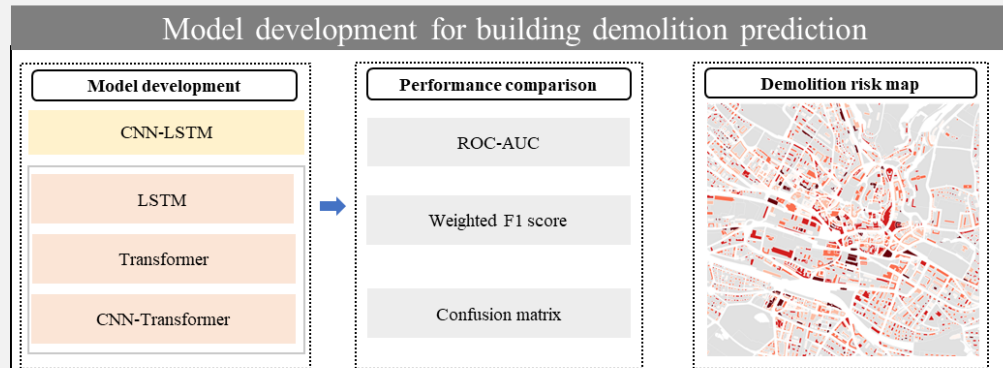 Model development for building demolition prediction
Model development
CNN-LSTM
LSTM
Transformer
CNN-Transformer
Performance comparison
ROC-AUC
Weighted F1 score
Confusion matrix
Demolition risk map